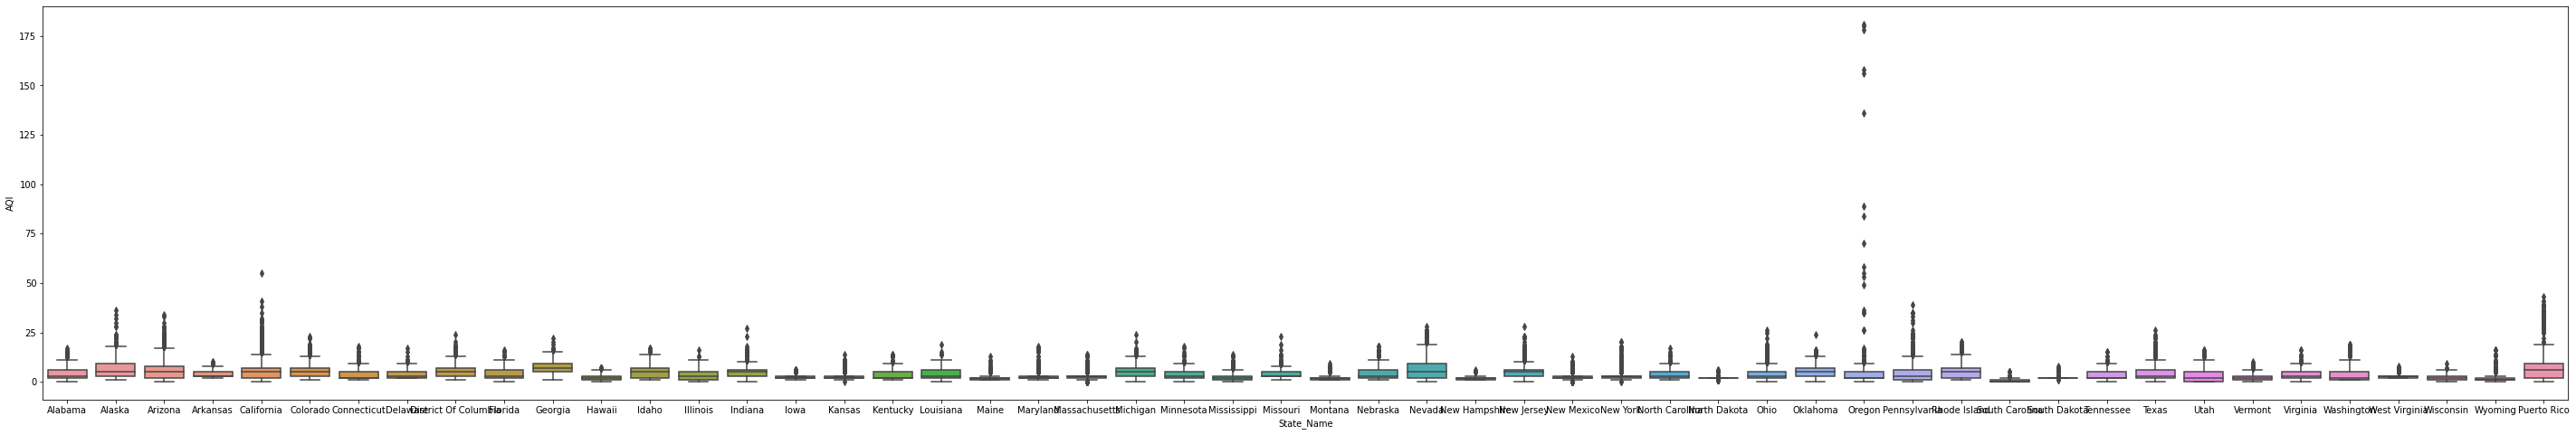 175
150
125
100
75
50
25
0
AQI
Alabama Alaska Arizona Arkansas California Colorado Connecticut Delaware District Of Columbia Florida Georgia Hawaii Idaho Illinois Indiana Iowa Kansas Kentucky Louisiana Maine Maryland Massachusetts Michigan Minnesota Mississippi Missouri Montana Nebraska Nevada New Hampshire New Jersey New Mexico New York North Carolina North Dakota Ohio Oklahoma Oregon Pennsylvania Rhode Island South Carolina South Dakota Tennessee Texas Utah Vermont Virginia Washington West Virginia Wisconsin Wyoming Puerto Rico
State_Name